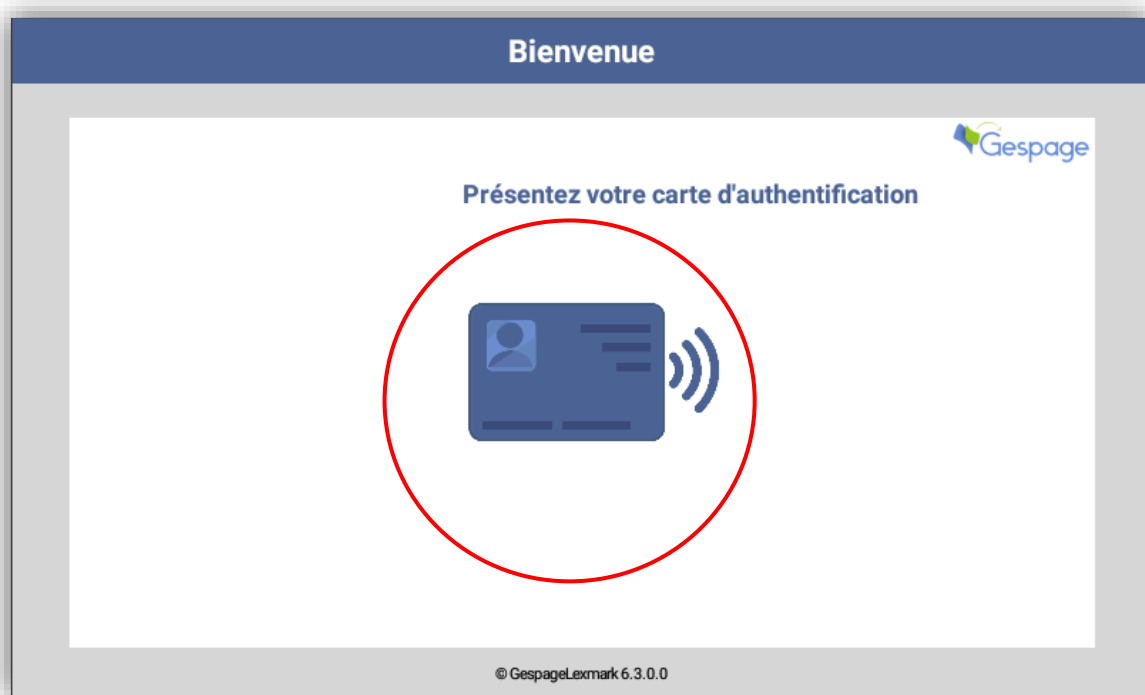 Bienvenue
Gespage
Présentez votre carte d'authentification
© GespageLexmark 6.3.0.0